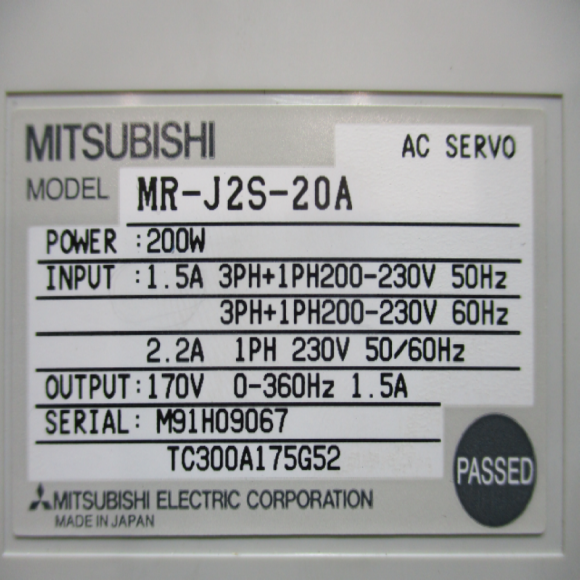 MITSUBISHI
AC SERVO
MODEL MR-J2S-20A
POWER :200W
INPUT :1.5A 3PH+1PH200-230V 50Hz
3PH+1PH200-230V 60Hz
2.2A 1PH 230V 50/60Hz
OUTPUT:170V 0-360Hz 1.5A
SERIAL: M91H09067
TC300A175G52
PASSED
MITSUBISHI ELECTRIC CORPORATION
MADE IN JAPAN